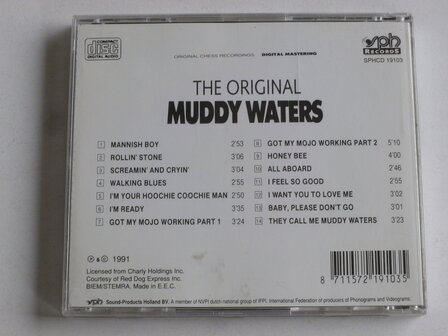 COMPACT
disc
DIGITAL AUDIO
ORIGINAL CHESS RECORDINGS DIGITAL MASTERING
sph
RECORDS
SPHCD 19103
THE ORIGINAL
MUDDY WATERS
1 MANNISH BOY 2'53
2 ROLLIN' STONE 3'06
3 SCREAMIN' AND CRYIN' 3'04
4 WALKING BLUES 2'55
5 I'M YOUR HOOCHIE COOCHIE MAN 2'50
6 I'M READY 3'35
7 GOT MY MOJO WORKING PART 1 3'24
8 GOT MY MOJO WORKING PART 2 5'10
9 HONEY BEE 4'00
10 ALL ABOARD 2'46
11 I FEEL SO GOOD 2'55
12 I WANT YOU TO LOVE ME 2'50
13 BABY, PLEASE DON'T GO 3'01
14 THEY CALL ME MUDDY WATERS 3'23
℗ & © 1991
Licensed from Charly Holdings Inc.
Courtesy of Red Dog Express Inc.
BIEM/STEMRA. Made in E.E.C.
8 711572 191035
sph Sound-Products Holland BV. A member of NVPI dutch national group of IFPI. International Federation of Producers of Phonograms and Videograms.